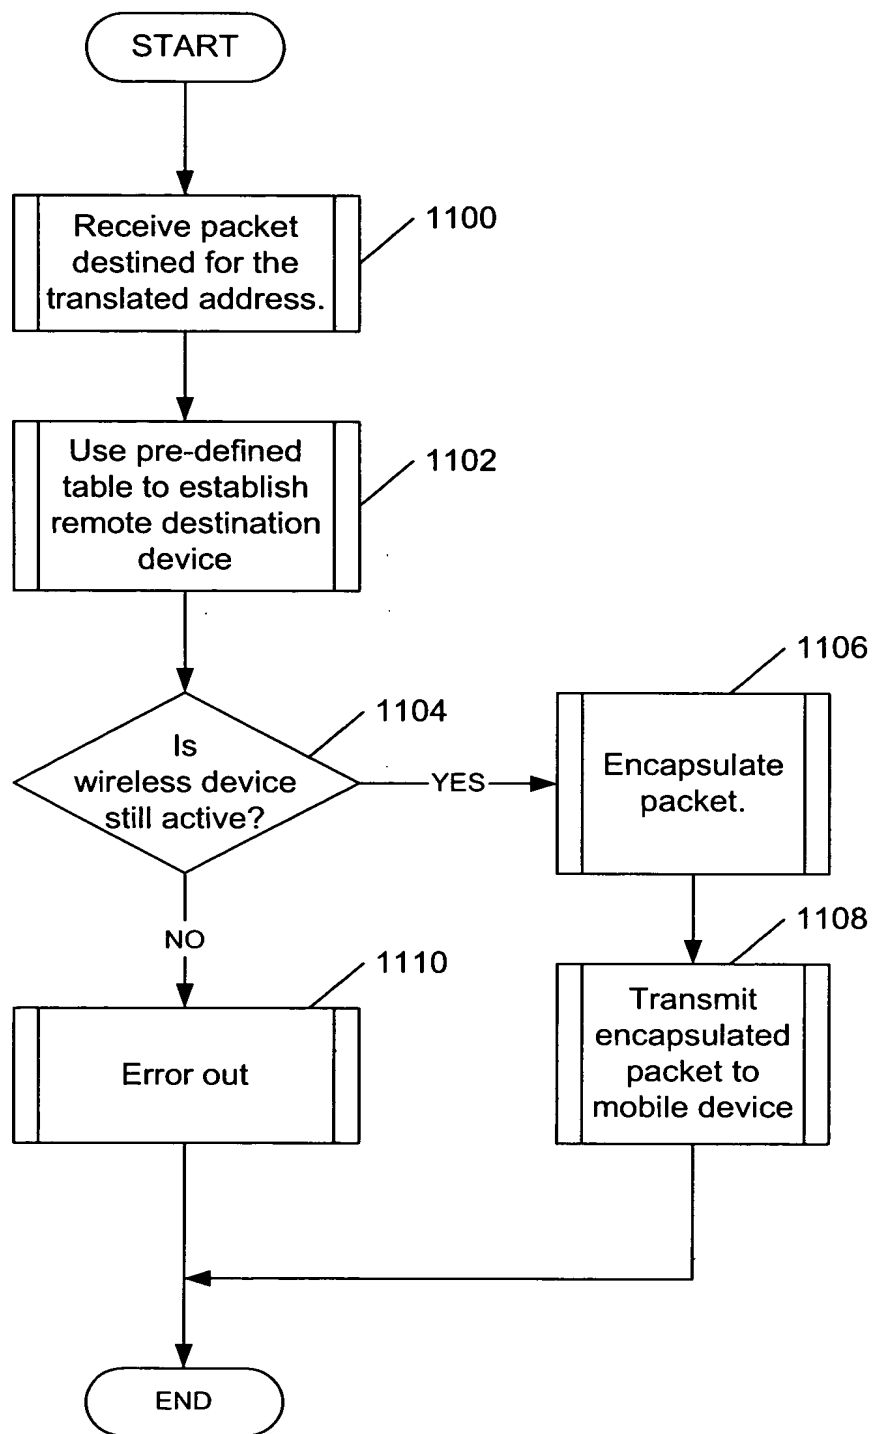 START
Receive packet
destined for the
translated address.
1100
Use pre-defined
table to establish
remote destination
device
1102
Is
wireless device
still active?
1104
YES
1106
Encapsulate
packet.
NO
1108
Transmit
encapsulated
packet to
mobile device
1110
Error out
END